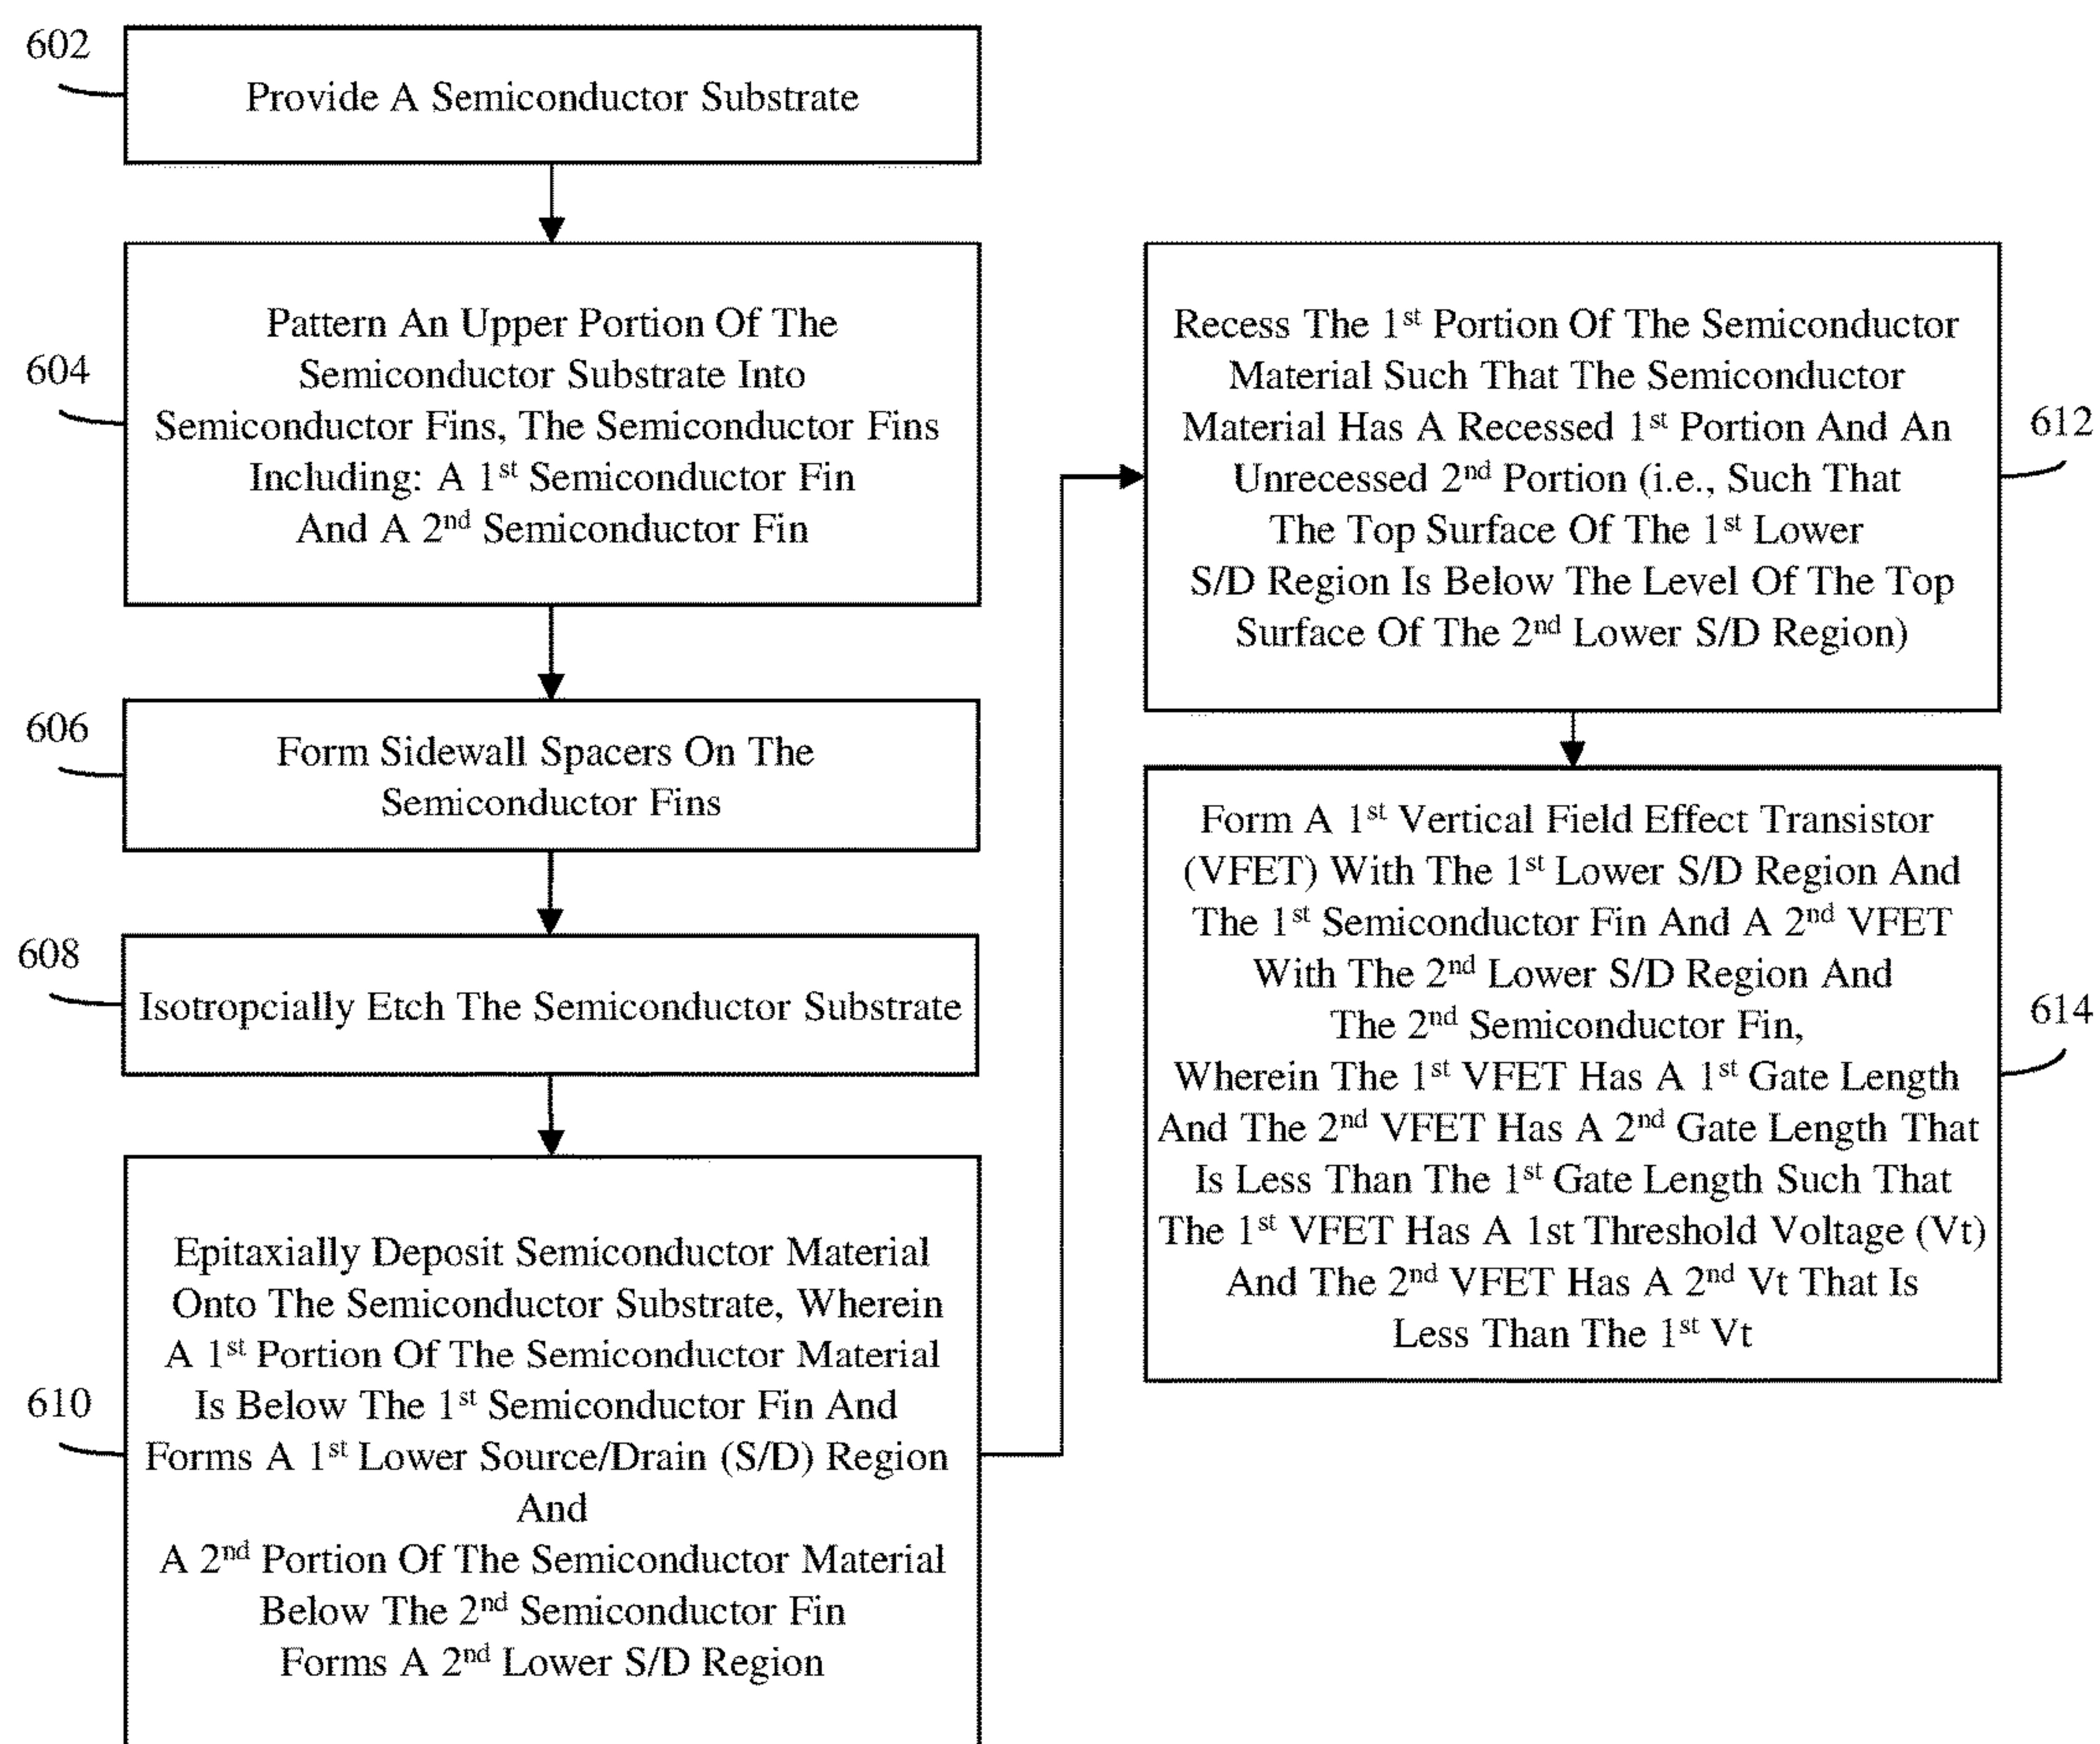 602
Provide A Semiconductor Substrate
604
Pattern An Upper Portion Of The
Semiconductor Substrate Into
Semiconductor Fins, The Semiconductor Fins
Including: A 1st Semiconductor Fin
And A 2nd Semiconductor Fin
606
Form Sidewall Spacers On The
Semiconductor Fins
608
Isotropcially Etch The Semiconductor Substrate
610
Epitaxially Deposit Semiconductor Material
Onto The Semiconductor Substrate, Wherein
A 1st Portion Of The Semiconductor Material
Is Below The 1st Semiconductor Fin And
Forms A 1st Lower Source/Drain (S/D) Region
And
A 2nd Portion Of The Semiconductor Material
Below The 2nd Semiconductor Fin
Forms A 2nd Lower S/D Region
Recess The 1st Portion Of The Semiconductor
Material Such That The Semiconductor
Material Has A Recessed 1st Portion And An
Unrecessed 2nd Portion (i.e., Such That
The Top Surface Of The 1st Lower
S/D Region Is Below The Level Of The Top
Surface Of The 2nd Lower S/D Region)
612
Form A 1st Vertical Field Effect Transistor
(VFET) With The 1st Lower S/D Region And
The 1st Semiconductor Fin And A 2nd VFET
With The 2nd Lower S/D Region And
The 2nd Semiconductor Fin,
Wherein The 1st VFET Has A 1st Gate Length
And The 2nd VFET Has A 2nd Gate Length That
Is Less Than The 1st Gate Length Such That
The 1st VFET Has A 1st Threshold Voltage (Vt)
And The 2nd VFET Has A 2nd Vt That Is
Less Than The 1st Vt
614